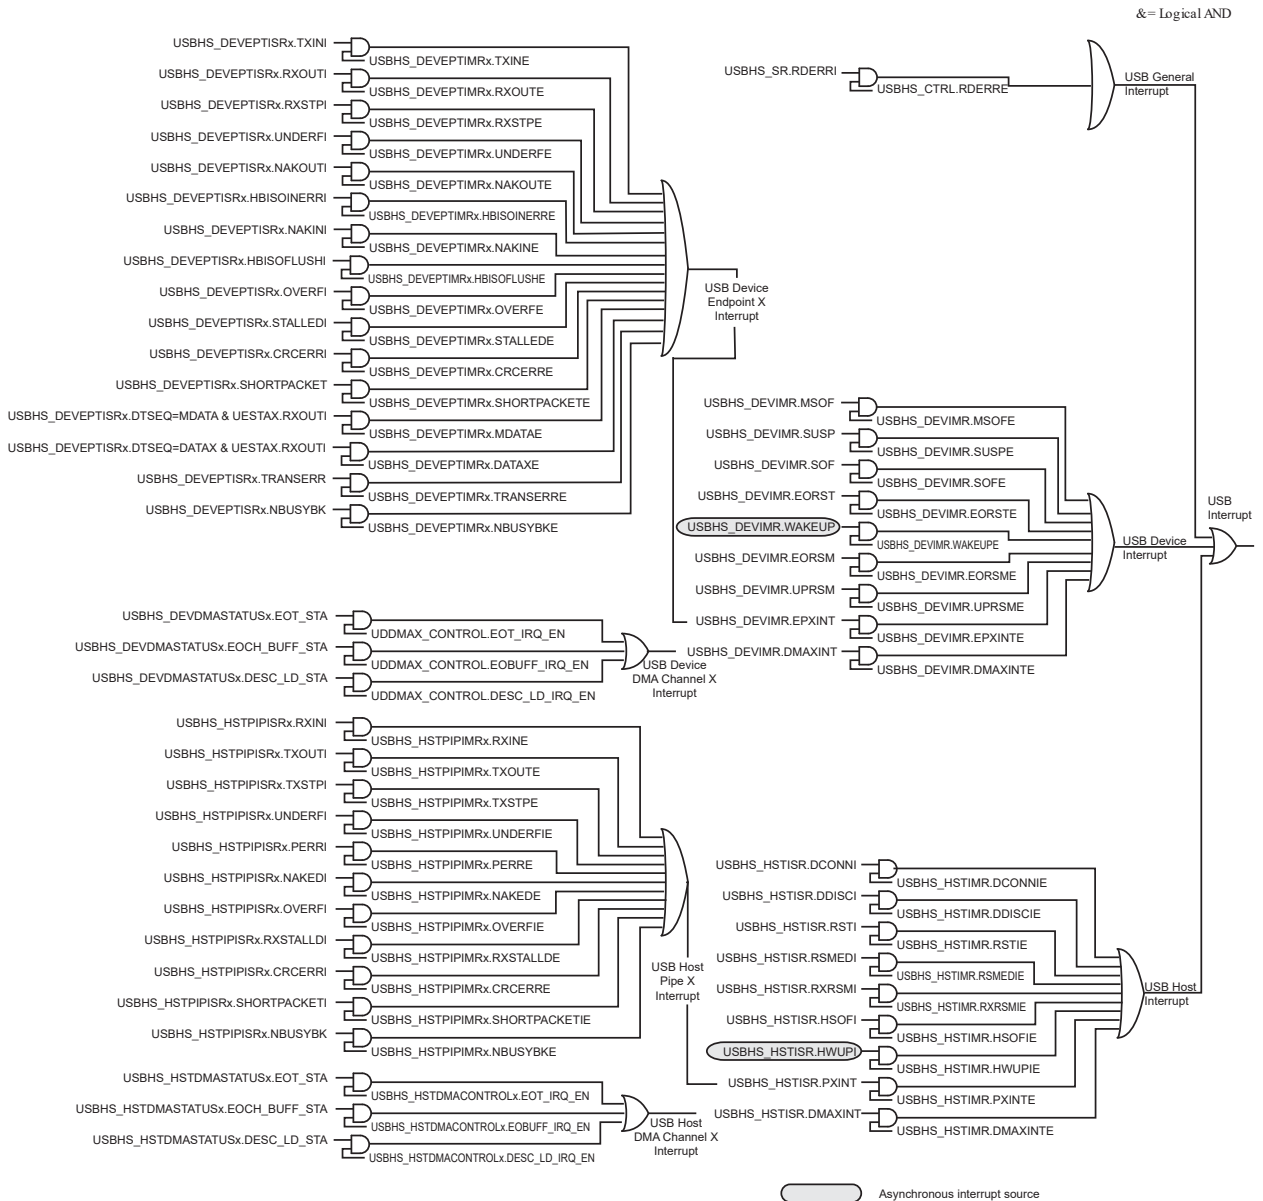 &= Logical AND
USBHS_DEVEPTISRx.TXINI
USBHS_DEVEPTIMRx.TXINE
USBHS_DEVEPTISRx.RXOUTI
USBHS_DEVEPTIMRx.RXOUTE
USBHS_DEVEPTISRx.RXSTPI
USBHS_DEVEPTIMRx.RXSTPE
USBHS_DEVEPTISRx.UNDERFI
USBHS_DEVEPTIMRx.UNDERFE
USBHS_DEVEPTISRx.NAKOUTI
USBHS_DEVEPTIMRx.NAKOUTE
USBHS_DEVEPTISRx.HBISOINERRI
USBHS_DEVEPTIMRx.HBISOINERRE
USBHS_DEVEPTISRx.NAKINI
USBHS_DEVEPTIMRx.NAKINE
USBHS_DEVEPTISRx.HBISOFLUSHI
USBHS_DEVEPTIMRx.HBISOFLUSHE
USBHS_DEVEPTISRx.OVERFI
USBHS_DEVEPTIMRx.OVERFE
USBHS_DEVEPTISRx.STALLEDI
USBHS_DEVEPTIMRx.STALLEDE
USBHS_DEVEPTISRx.CRCERRI
USBHS_DEVEPTIMRx.CRCERRE
USBHS_DEVEPTISRx.SHORTPACKET
USBHS_DEVEPTIMRx.SHORTPACKETE
USBHS_DEVEPTISRx.DTSEQ=MDATA & UESTAX.RXOUTI
USBHS_DEVEPTIMRx.MDATAE
USBHS_DEVEPTISRx.DTSEQ=DATAX & UESTAX.RXOUTI
USBHS_DEVEPTIMRx.DATAXE
USBHS_DEVEPTISRx.TRANSERR
USBHS_DEVEPTIMRx.TRANSERRE
USBHS_DEVEPTISRx.NBUSYBK
USBHS_DEVEPTIMRx.NBUSYBKE
USB Device
Endpoint X
Interrupt
USBHS_SR.RDERRI
USBHS_CTRL.RDERRE
USB General
Interrupt
USBHS_DEVIMR.MSOF
USBHS_DEVIMR.MSOFE
USBHS_DEVIMR.SUSP
USBHS_DEVIMR.SUSPE
USBHS_DEVIMR.SOF
USBHS_DEVIMR.SOFE
USBHS_DEVIMR.EORST
USBHS_DEVIMR.EORSTE
USBHS_DEVIMR.WAKEUP
USBHS_DEVIMR.WAKEUPE
USBHS_DEVIMR.EORSM
USBHS_DEVIMR.EORSME
USBHS_DEVIMR.UPRSM
USBHS_DEVIMR.UPRSME
USBHS_DEVIMR.EPXINT
USBHS_DEVIMR.EPXINTE
USBHS_DEVIMR.DMAXINT
USBHS_DEVIMR.DMAXINTE
USB Device
Interrupt
USB
Interrupt
USBHS_DEVDMASTATUSx.EOT_STA
UDDMAX_CONTROL.EOT_IRQ_EN
USBHS_DEVDMASTATUSx.EOCH_BUFF_STA
UDDMAX_CONTROL.EOBUFF_IRQ_EN
USBHS_DEVDMASTATUSx.DESC_LD_STA
UDDMAX_CONTROL.DESC_LD_IRQ_EN
USB Device
DMA Channel X
Interrupt
USBHS_HSTPIPISRx.RXINI
USBHS_HSTPIPIMRx.RXINE
USBHS_HSTPIPISRx.TXOUTI
USBHS_HSTPIPIMRx.TXOUTE
USBHS_HSTPIPISRx.TXSTPI
USBHS_HSTPIPIMRx.TXSTPE
USBHS_HSTPIPISRx.UNDERFI
USBHS_HSTPIPIMRx.UNDERFIE
USBHS_HSTPIPISRx.PERRI
USBHS_HSTPIPIMRx.PERRE
USBHS_HSTPIPISRx.NAKEDI
USBHS_HSTPIPIMRx.NAKEDE
USBHS_HSTPIPISRx.OVERFI
USBHS_HSTPIPIMRx.OVERFIE
USBHS_HSTPIPISRx.RXSTALLDI
USBHS_HSTPIPIMRx.RXSTALLDE
USBHS_HSTPIPISRx.CRCERRI
USBHS_HSTPIPIMRx.CRCERRE
USBHS_HSTPIPISRx.SHORTPACKETI
USBHS_HSTPIPIMRx.SHORTPACKETIE
USBHS_HSTPIPISRx.NBUSYBK
USBHS_HSTPIPIMRx.NBUSYBKE
USB Host
Pipe X
Interrupt
USBHS_HSTDMASTATUSx.EOT_STA
USBHS_HSTDMACONTROLx.EOT_IRQ_EN
USBHS_HSTDMASTATUSx.EOCH_BUFF_STA
USBHS_HSTDMACONTROLx.EOBUFF_IRQ_EN
USBHS_HSTDMASTATUSx.DESC_LD_STA
USBHS_HSTDMACONTROLx.DESC_LD_IRQ_EN
USB Host
DMA Channel X
Interrupt
USBHS_HSTISR.DCONNI
USBHS_HSTIMR.DCONNIE
USBHS_HSTISR.DDISCI
USBHS_HSTIMR.DDISCIE
USBHS_HSTISR.RSTI
USBHS_HSTIMR.RSTIE
USBHS_HSTISR.RSMEDI
USBHS_HSTIMR.RSMEDIE
USBHS_HSTISR.RXRSMI
USBHS_HSTIMR.RXRSMIE
USBHS_HSTISR.HSOFI
USBHS_HSTIMR.HSOFIE
USBHS_HSTISR.HWUPI
USBHS_HSTIMR.HWUPIE
USBHS_HSTISR.PXINT
USBHS_HSTIMR.PXINTE
USBHS_HSTISR.DMAXINT
USBHS_HSTIMR.DMAXINTE
USB Host
Interrupt
Asynchronous interrupt source